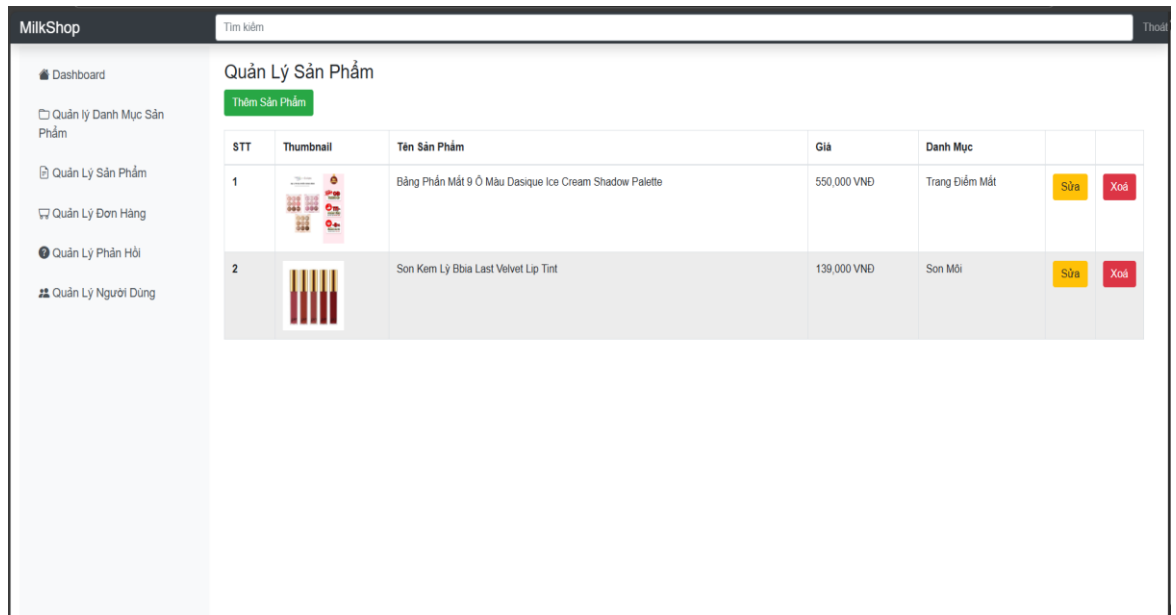 MilkShop
Tìm kiếm
Thoát
Dashboard
Quản lý Danh Mục Sản
Phẩm
Quản Lý Sản Phẩm
Quản Lý Đơn Hàng
Quản Lý Phản Hồi
Quản Lý Người Dùng
Quản Lý Sản Phẩm
Thêm Sản Phẩm
STT Thumbnail Tên Sản Phẩm Giá Danh Mục
1 Bảng Phấn Mắt 9 Ô Màu Dasique Ice Cream Shadow Palette 550,000 VNĐ Trang Điểm Mắt Sửa Xoá
2 Son Kem Lỳ Bbia Last Velvet Lip Tint 139,000 VNĐ Son Môi Sửa Xoá